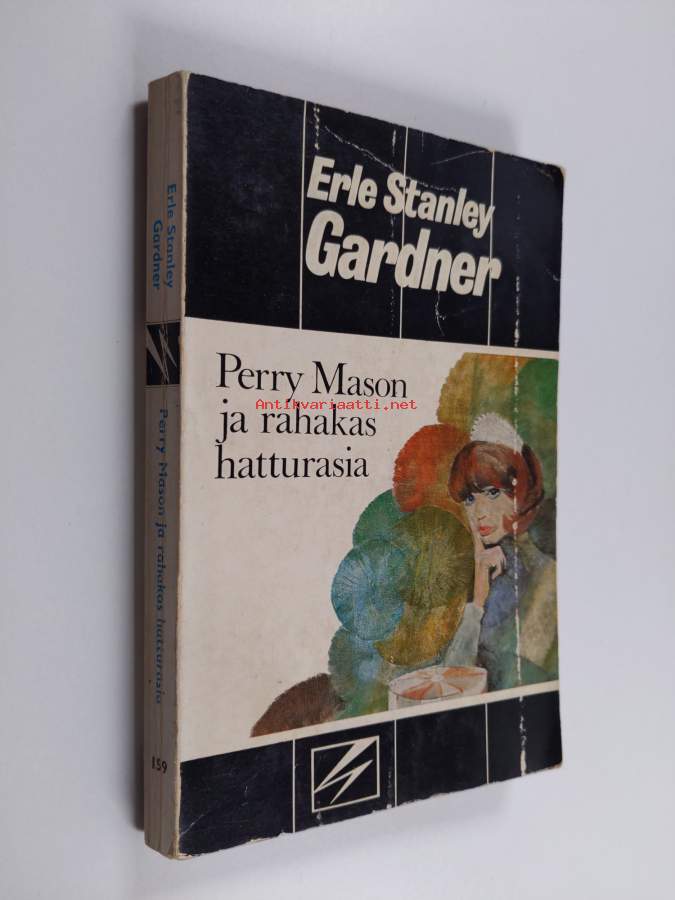 Erle Stanley
Gardner
Perry Mason
ja rahakas
hatturasia
Antikvariaatti.net
Erle Stanley
Gardner
Perry Mason ja rahakas hatturasia
159